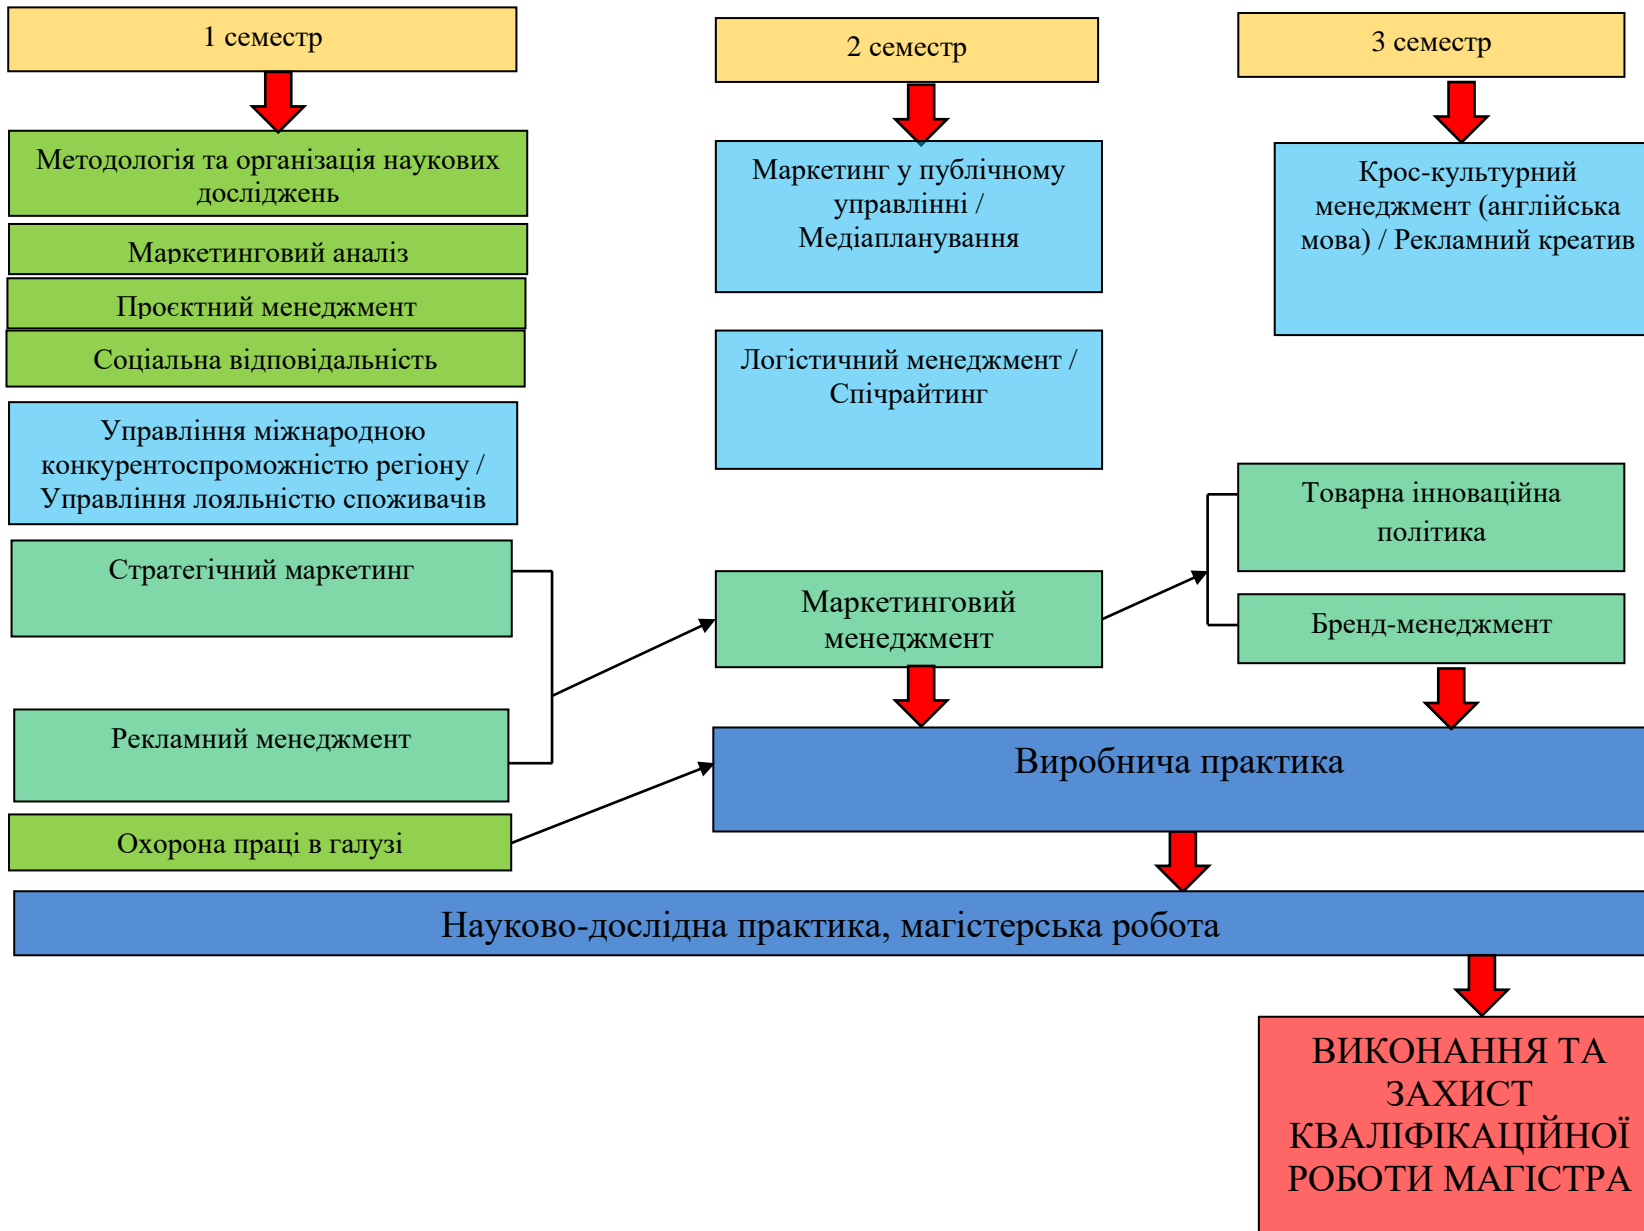 1 семестр
2 семестр
3 семестр
Методологія та організація наукових
досліджень
Маркетинговий аналіз
Проєктний менеджмент
Соціальна відповідальність
Управління міжнародною
конкурентоспроможністю регіону /
Управління лояльністю споживачів
Стратегічний маркетинг
Рекламний менеджмент
Охорона праці в галузі
Маркетинг у публічному
управлінні /
Медіапланування
Логістичний менеджмент /
Спічрайтинг
Маркетинговий
менеджмент
Крос-культурний
менеджмент (англійська
мова) / Рекламний креатив
Товарна інноваційна
політика
Бренд-менеджмент
Виробнича практика
Науково-дослідна практика, магістерська робота
ВИКОНАННЯ ТА
ЗАХИСТ
КВАЛІФІКАЦІЙНОЇ
РОБОТИ МАГІСТРА